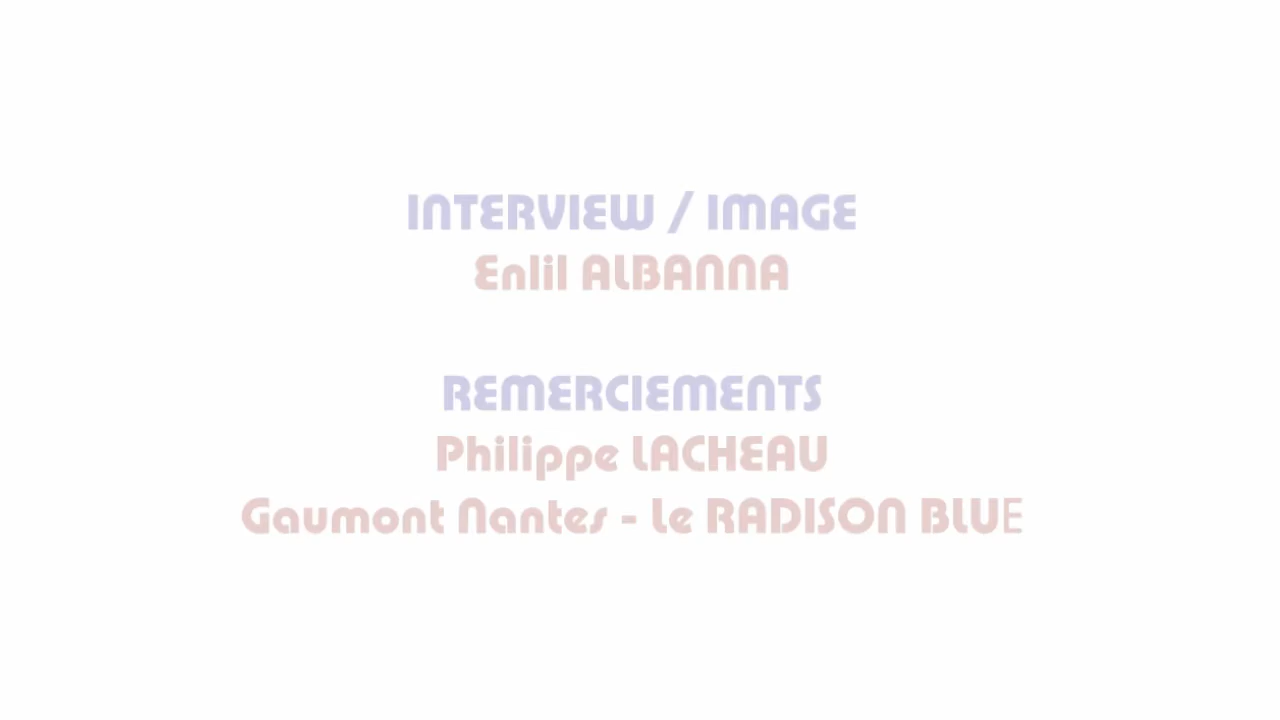 INTERVIEW / IMAGE
Enlil ALBANNA
REMERCIEMENTS
Philippe LACHEAU
Gaumont Nantes - Le RADISON BLUE